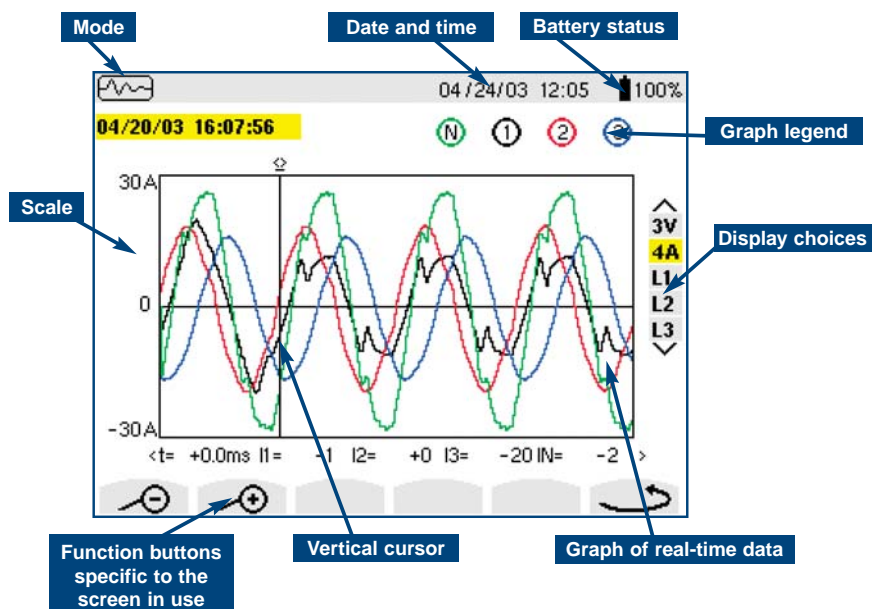 Mode
Date and time
Battery status
04/24/03 12:05 100%
04/20/03 16:07:56
N 1 2 3
Graph legend
30A
Scale
3V
4A
Display choices
L1
0
L2
L3
-30A
<t= +0.0ms I1= -1 I2= +0 I3= -20 IN= -2 >
Function buttons
specific to the
screen in use
Vertical cursor
Graph of real-time data